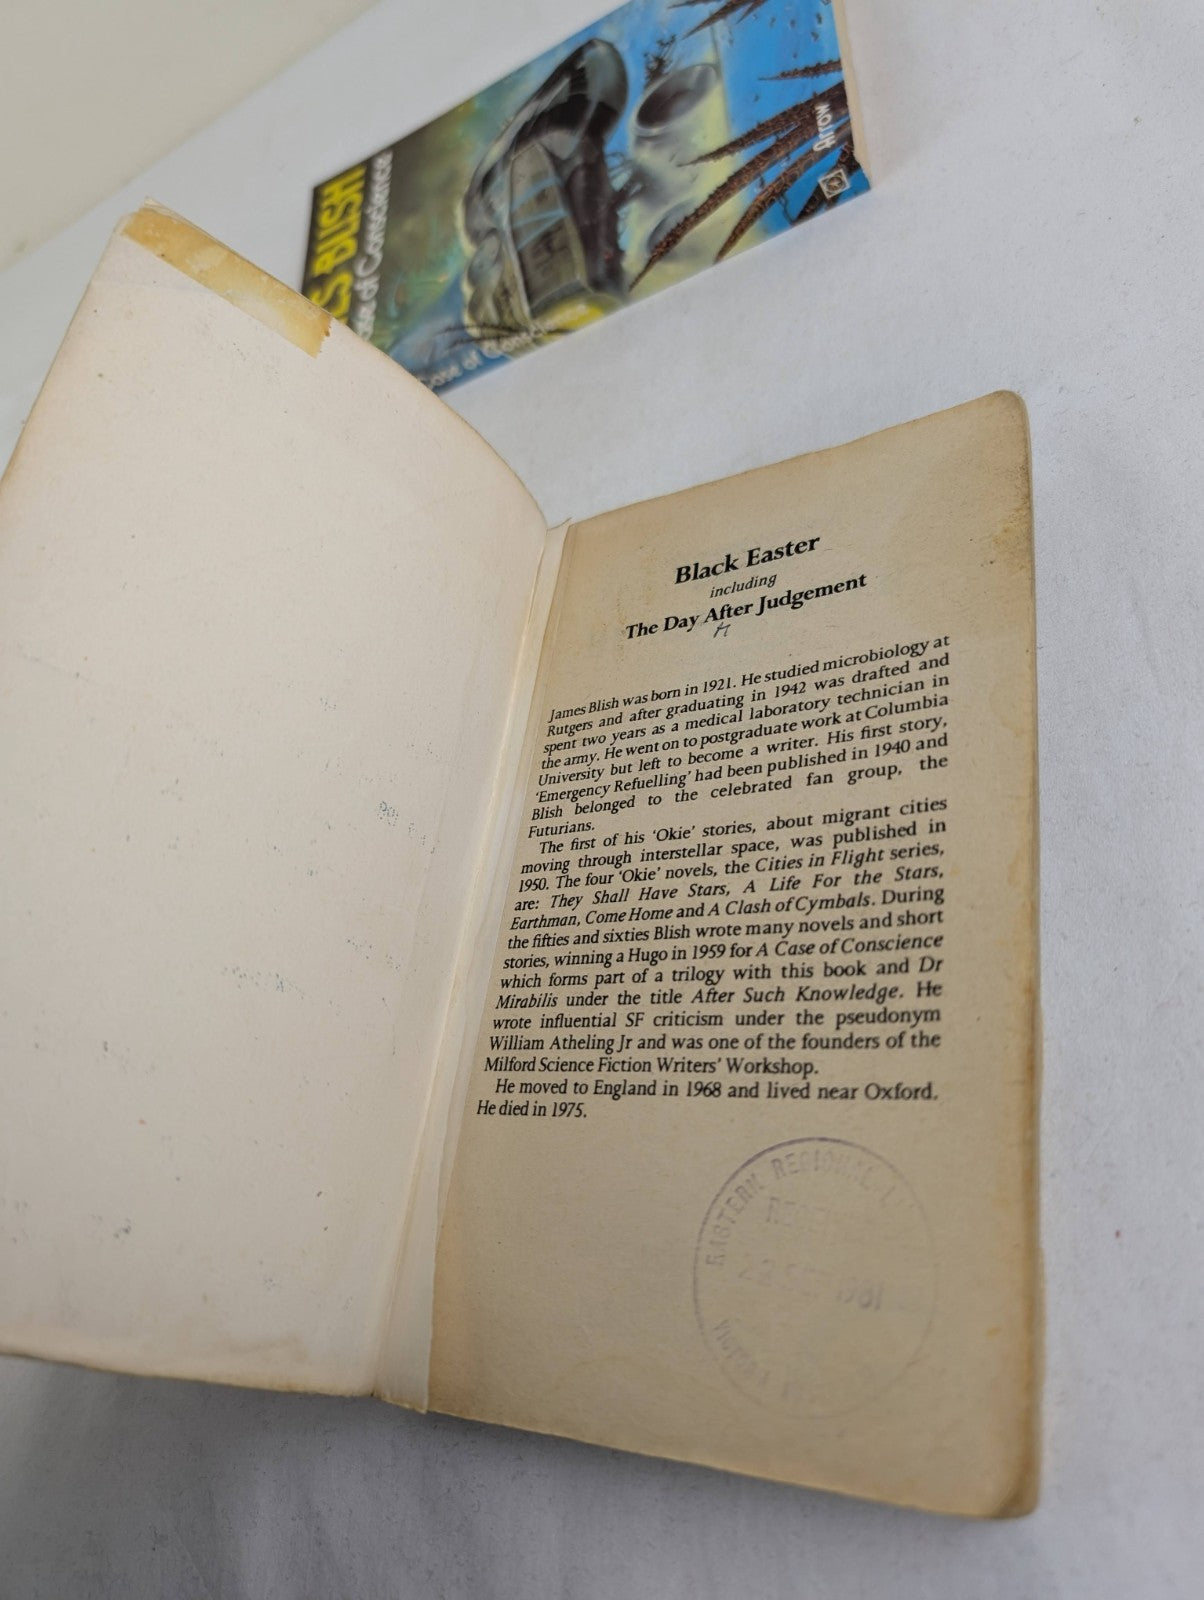 Case of Conscience
Arrow
Black Easter
including
The Day After Judgement
James Blish was born in 1921. He studied microbiology at
Rutgers and after graduating in 1942 was drafted and
spent two years as a medical laboratory technician in
the army. He went on to postgraduate work at Columbia
University but left to become a writer. His first story,
‘Emergency Refuelling’ had been published in 1940 and
Blish belonged to the celebrated fan group, the
Futurians.
The first of his ‘Okie’ stories, about migrant cities
moving through interstellar space, was published in
1950. The four ‘Okie’ novels, the Cities in Flight series,
are: They Shall Have Stars, A Life For the Stars,
Earthman, Come Home and A Clash of Cymbals. During
the fifties and sixties Blish wrote many novels and short
stories, winning a Hugo in 1959 for A Case of Conscience
which forms part of a trilogy with this book and Dr
Mirabilis under the title After Such Knowledge. He
wrote influential SF criticism under the pseudonym
William Atheling Jr and was one of the founders of the
Milford Science Fiction Writers’ Workshop.
He moved to England in 1968 and lived near Oxford.
He died in 1975.
EASTERN REGIONAL
22 SEP 1981